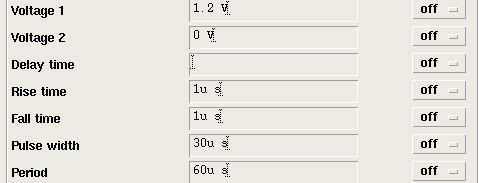 Voltage 1 1.2 V off
Voltage 2 0 V off
Delay time off
Rise time 1u s off
Fall time 1u s off
Pulse width 30u s off
Period 60u s off